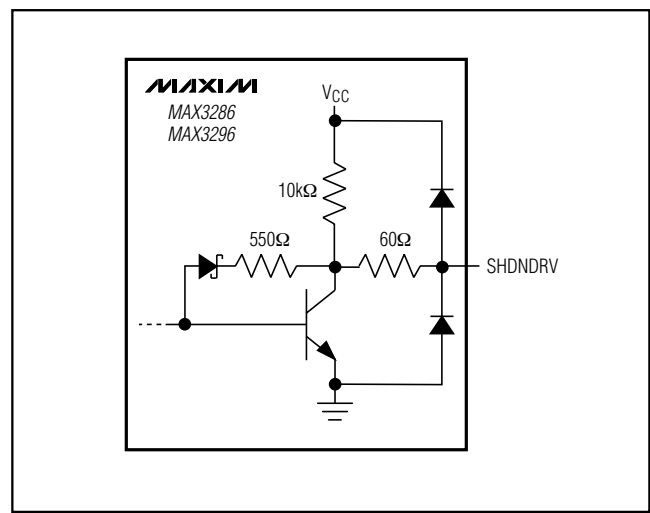 MAXIM
MAX3286
MAX3296
VCC
10kΩ
550Ω
60Ω
SHDNDRV